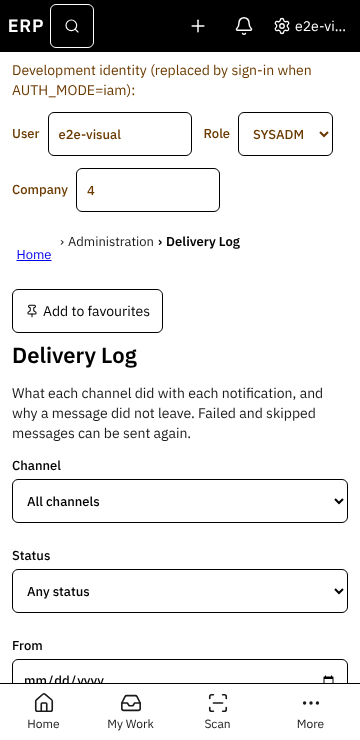 ERP
e2e-vi...
Development identity (replaced by sign-in when
AUTH_MODE=iam):
User e2e-visual Role SYSADM
Company 4
Home › Administration › Delivery Log
Add to favourites
Delivery Log
What each channel did with each notification, and
why a message did not leave. Failed and skipped
messages can be sent again.
Channel
All channels
Status
Any status
From
mm/dd/yyyy
Home My Work Scan More